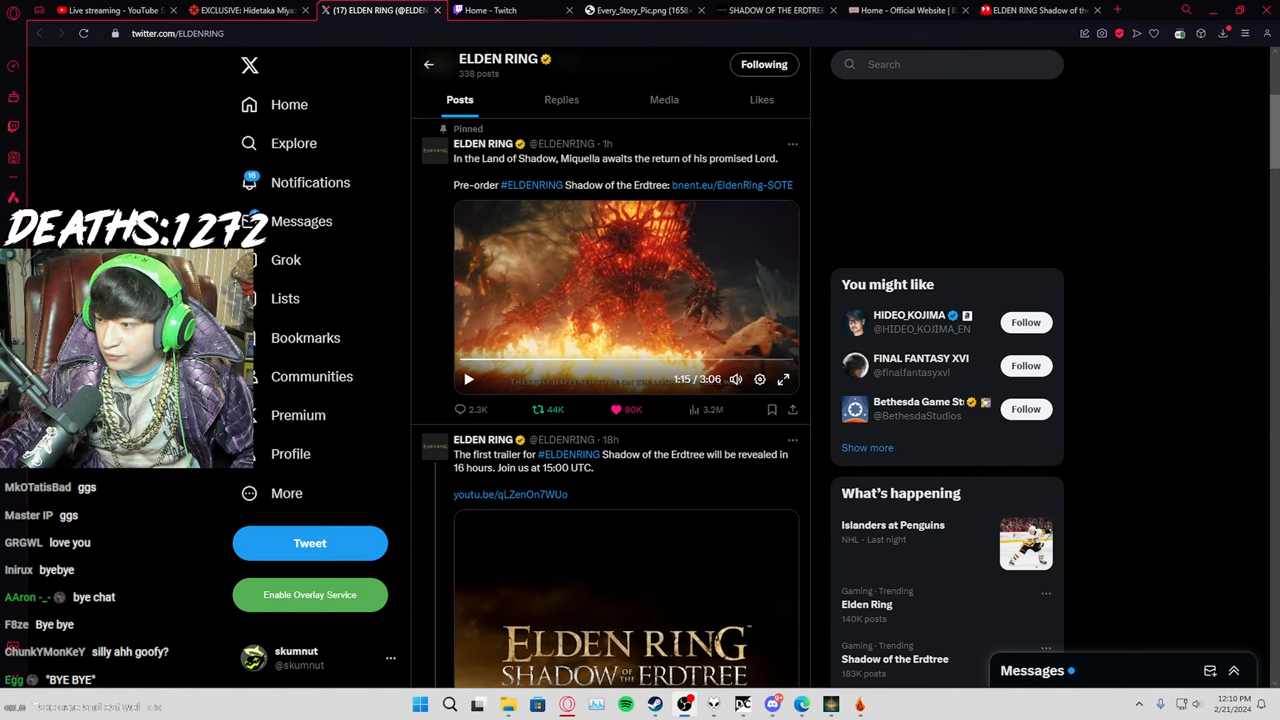 Live streaming - YouTube S
EXCLUSIVE: Hidetaka Miya
(17) ELDEN RING (@ELDEN
Home - Twitch
Every_Story_Pic.png (1658×
SHADOW OF THE ERDTREE
Home - Official Website | B
ELDEN RING Shadow of the
twitter.com/ELDENRING
X
Home
Explore
16
Notifications
Messages
Grok
Lists
Bookmarks
Communities
Premium
Profile
More
Tweet
Enable Overlay Service
skumnut
@skumnut
DEATHS:1272
MkOTatisBad ggs
Master IP ggs
GRGWL love you
Inirux byebye
AAron -_- bye chat
F8ze Bye bye
ChunKYMonKeY silly ahh goofy?
Egg "BYE BYE"
ELDEN RING
338 posts
Following
Posts
Replies
Media
Likes
Pinned
ELDEN RING @ELDENRING · 1h
In the Land of Shadow, Miquella awaits the return of his promised Lord.
Pre-order #ELDENRING Shadow of the Erdtree: bnent.eu/EldenRing-SOTE
1:15 / 3:06
2.3K
44K
90K
3.2M
ELDEN RING @ELDENRING · 18h
The first trailer for #ELDENRING Shadow of the Erdtree will be revealed in
16 hours. Join us at 15:00 UTC.
youtu.be/qLZenOn7WUo
ELDEN RING
SHADOW OF THE ERDTREE
Search
You might like
HIDEO_KOJIMA
@HIDEO_KOJIMA_EN
Follow
FINAL FANTASY XVI
@finalfantasyxvi
Follow
Bethesda Game St
@BethesdaStudios
Follow
Show more
What's happening
Islanders at Penguins
NHL · Last night
Gaming · Trending
Elden Ring
140K posts
Gaming · Trending
Shadow of the Erdtree
183K posts
Messages
12:10 PM
2/21/2024